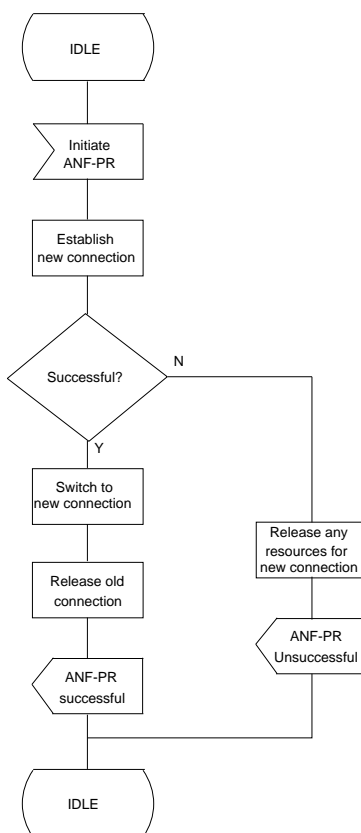 IDLE
Initiate
ANF-PR
Establish
new connection
Successful?
N
Y
Switch to
new connection
Release any
resources for
new connection
Release old
connection
ANF-PR
Unsuccessful
ANF-PR
successful
IDLE